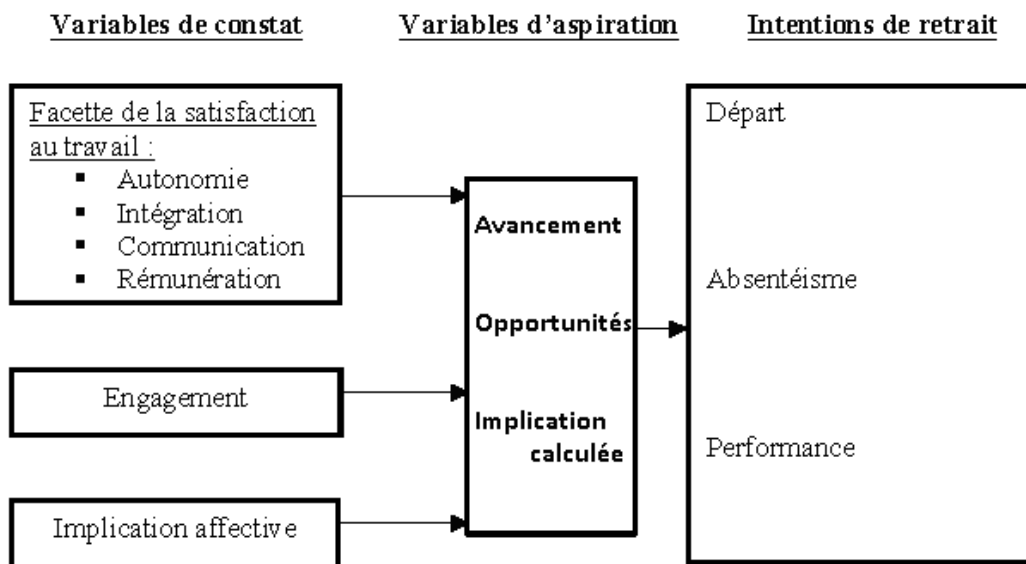 Variables de constat
Variables d'aspiration
Intentions de retrait
Facette de la satisfaction
au travail :
▪ Autonomie
▪ Intégration
▪ Communication
▪ Rémunération
Engagement
Implication affective
Avancement
Opportunités
Implication
calculée
Départ
Absentéisme
Performance